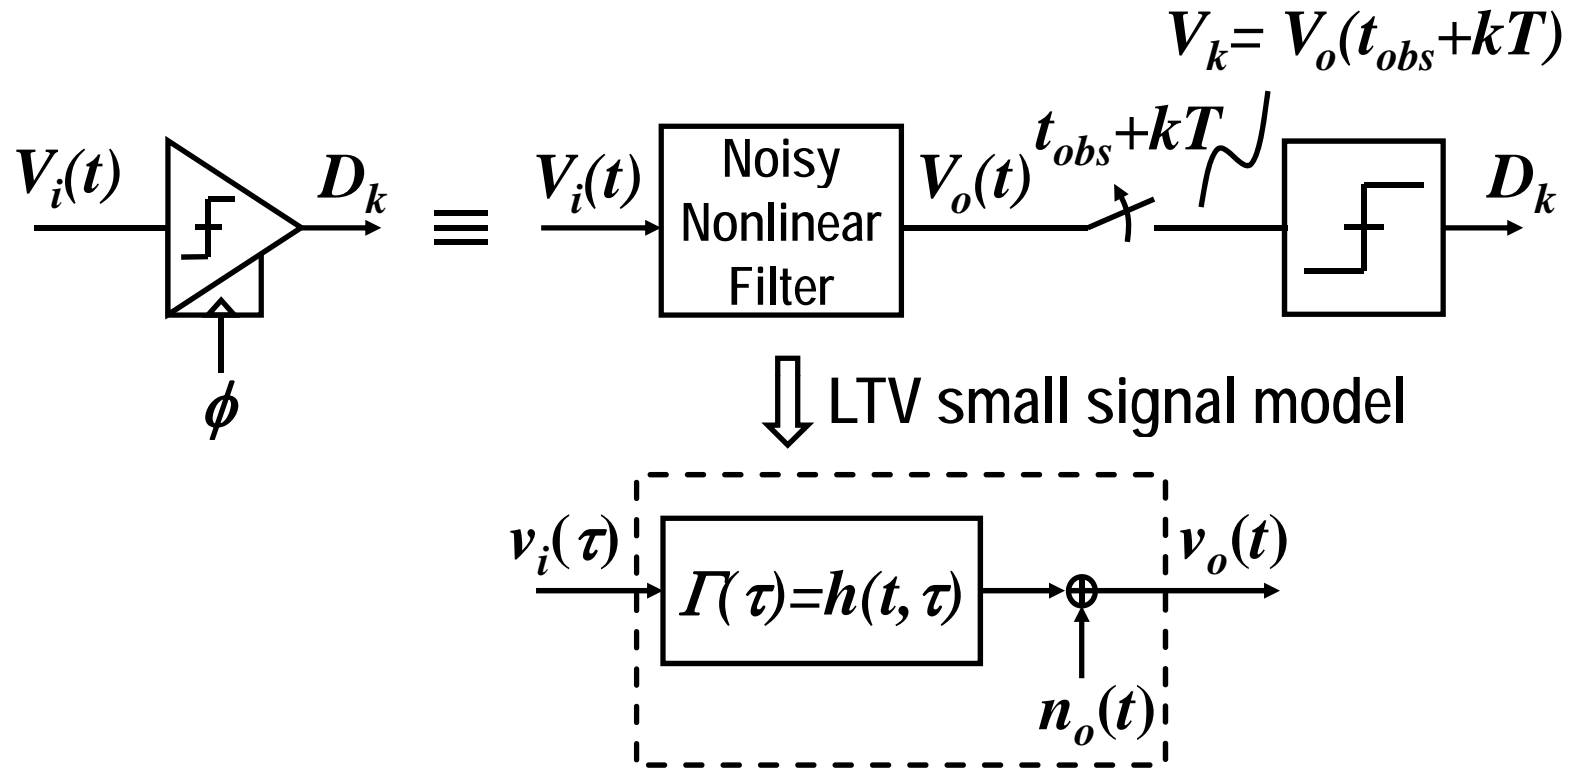 V_k= V_o(t_obs+kT)
V_i(t)
D_k
ϕ
≡
V_i(t)
Noisy
Nonlinear
Filter
V_o(t)
t_obs+kT
D_k
LTV small signal model
v_i(τ)
Γ(τ)=h(t,τ)
v_o(t)
n_o(t)